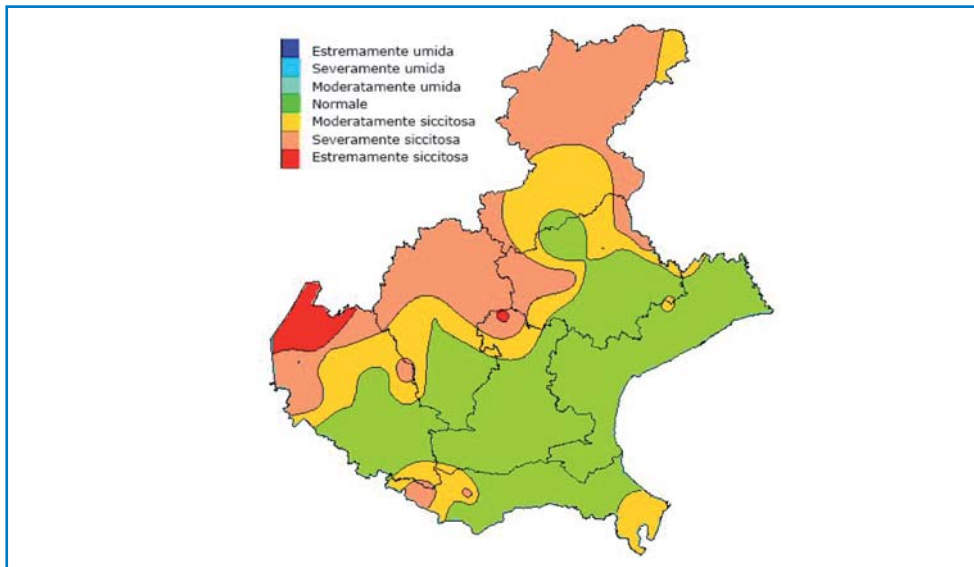 Estremamente umida
Severamente umida
Moderatamente umida
Normale
Moderatamente siccitosa
Severamente siccitosa
Estremamente siccitosa